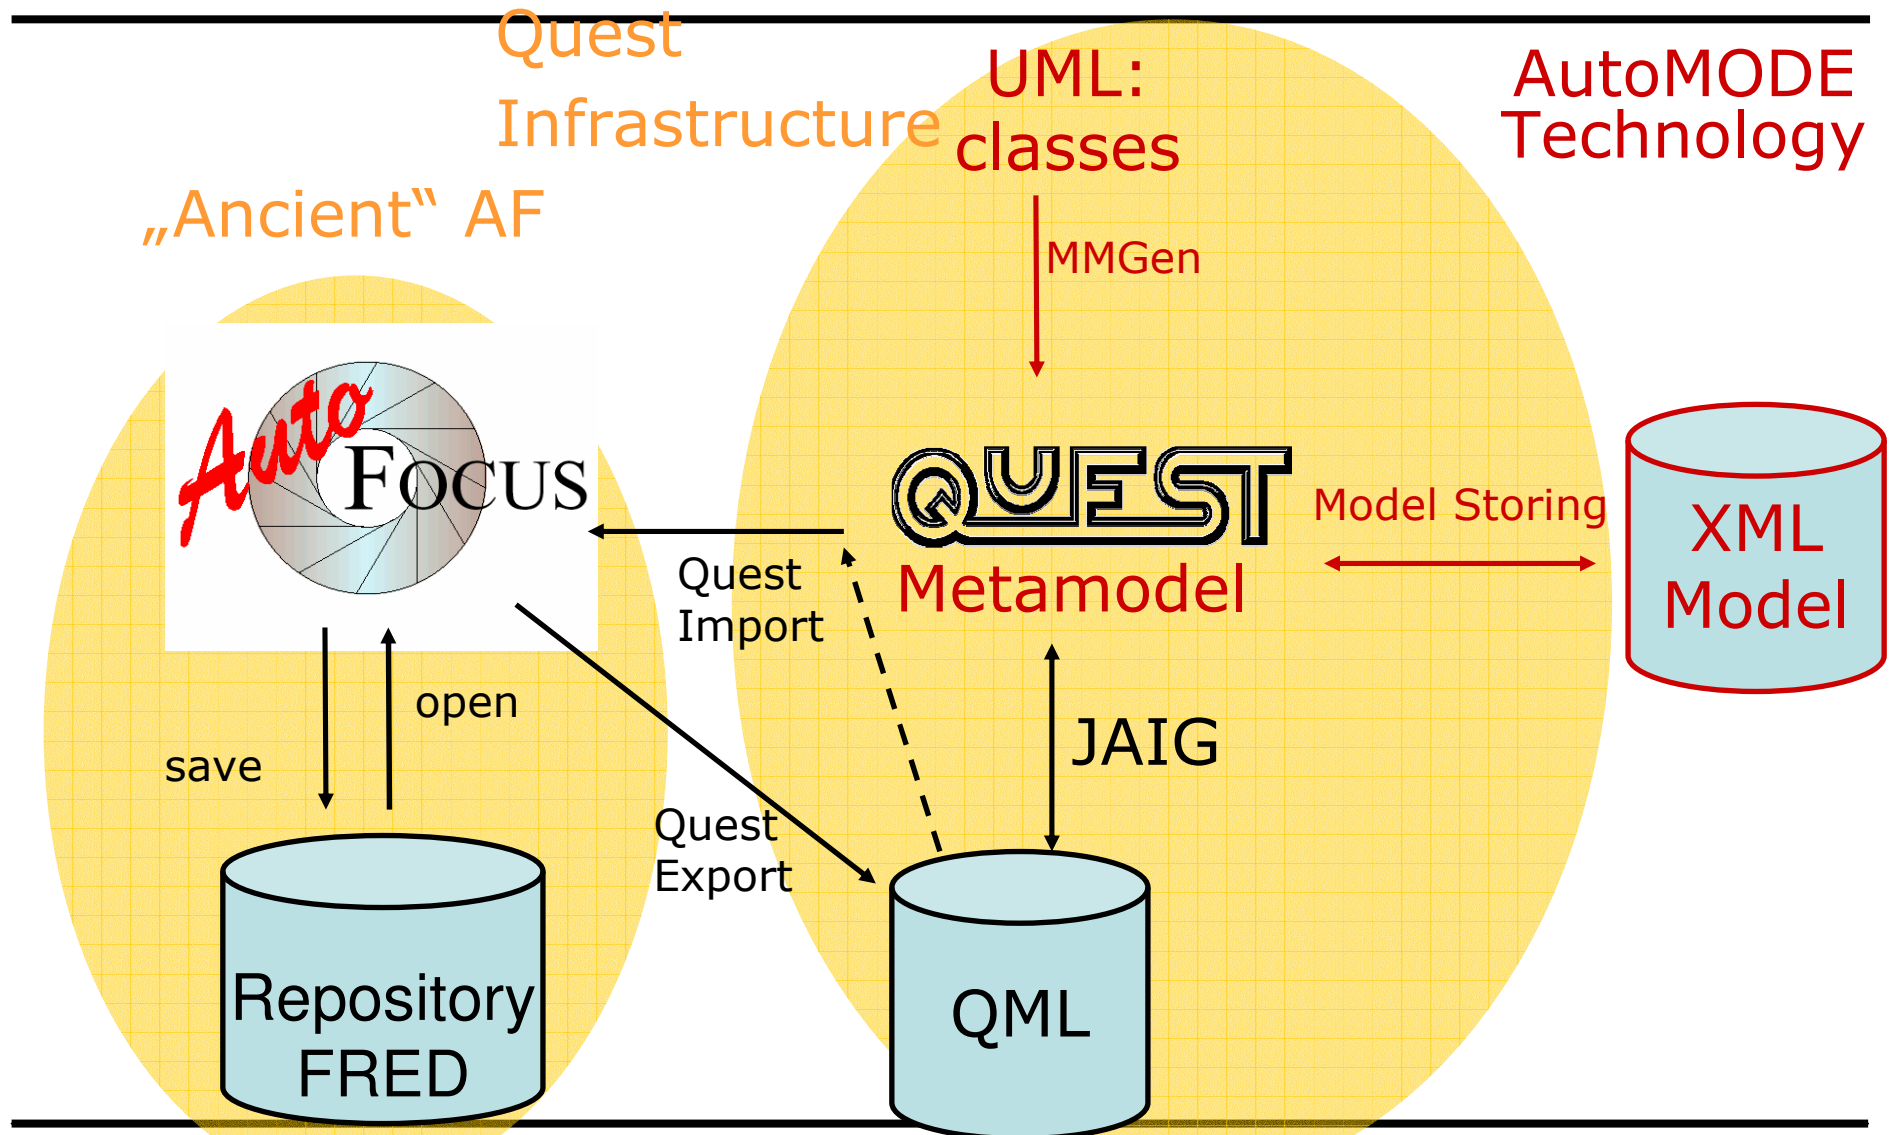 Quest
Infrastructure
UML:
classes
AutoMODE
Technology
„Ancient“ AF
MMGen
Auto
FOCUS
QUEST
Metamodel
Model Storing
XML
Model
Quest
Import
open
save
JAIG
Quest
Export
Repository
FRED
QML